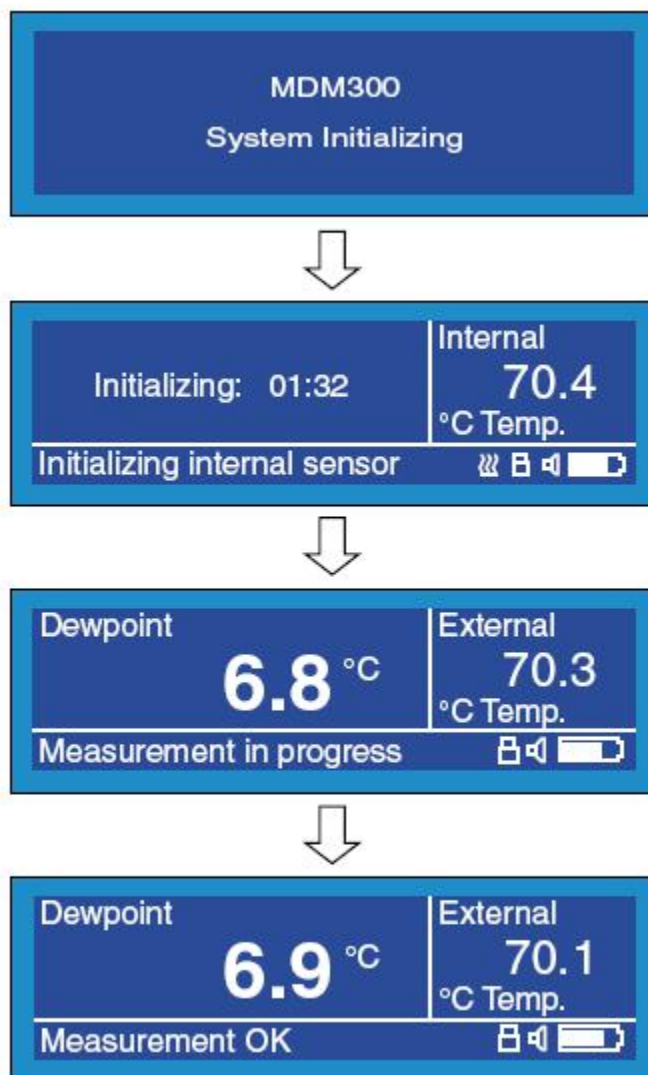 MDM300
System Initializing
Initializing: 01:32
Internal
70.4
°C Temp.
Initializing internal sensor
Dewpoint
6.8 °C
External
70.3
°C Temp.
Measurement in progress
Dewpoint
6.9 °C
External
70.1
°C Temp.
Measurement OK